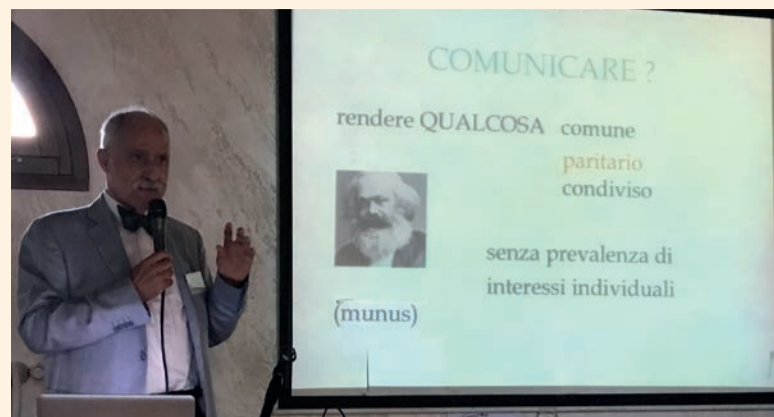 COMUNICARE ?
rendere QUALCOSA comune
paritario
condiviso
senza prevalenza di
interessi individuali
(munus)